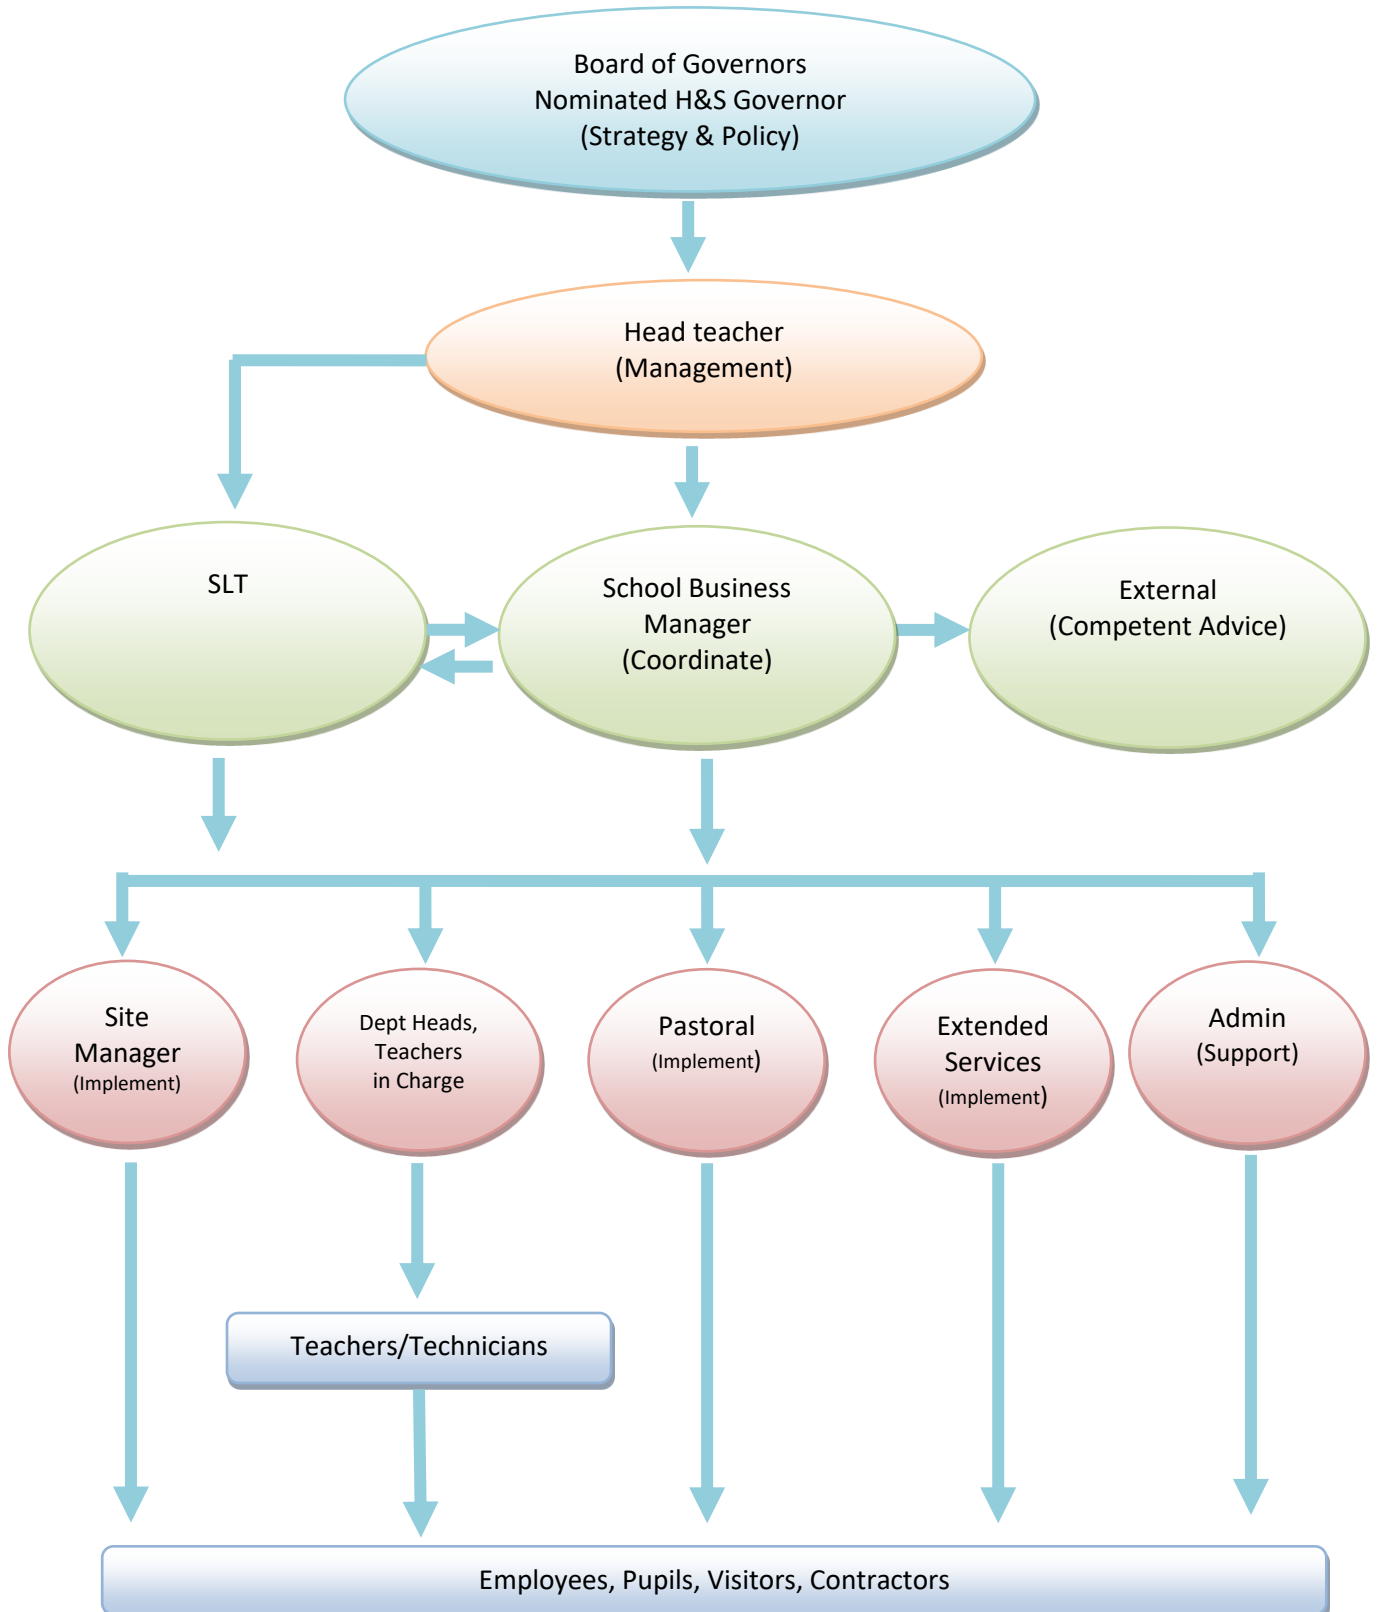 Board of Governors
Nominated H&S Governor
(Strategy & Policy)
Head teacher
(Management)
SLT
School Business
Manager
(Coordinate)
External
(Competent Advice)
Site
Manager
(Implement)
Dept Heads,
Teachers
in Charge
Pastoral
(Implement)
Extended
Services
(Implement)
Admin
(Support)
Teachers/Technicians
Employees, Pupils, Visitors, Contractors